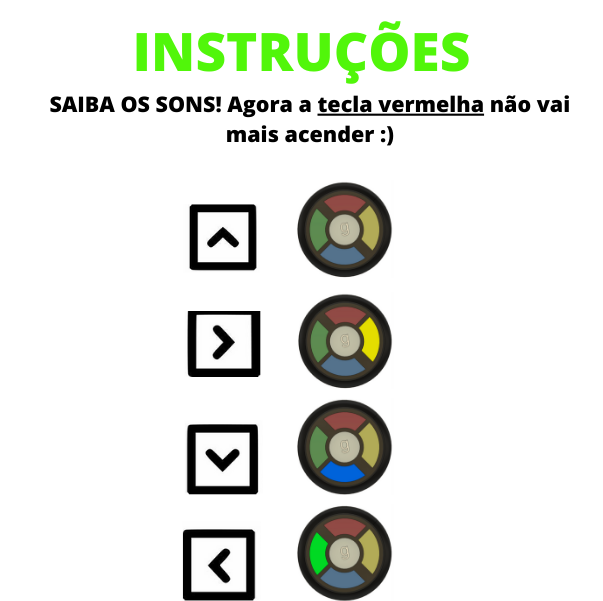 INSTRUÇÕES
SAIBA OS SONS! Agora a tecla vermelha não vai
mais acender :)